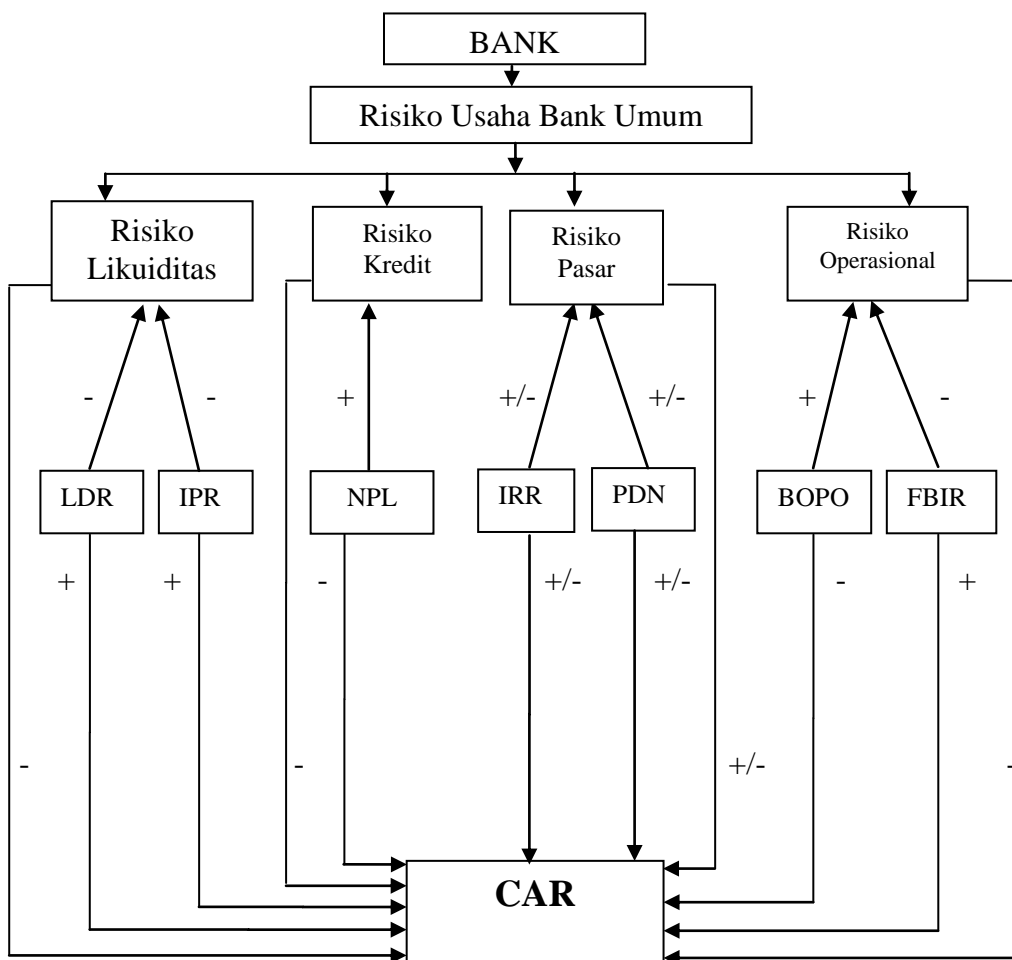 BANK
Risiko Usaha Bank Umum
Risiko
Likuiditas
Risiko
Kredit
Risiko
Pasar
Risiko
Operasional
-
-
+
+/-
+/-
+
-
LDR
IPR
NPL
IRR
PDN
BOPO
FBIR
+
+
-
+/-
+/-
-
+
-
-
+/-
-
CAR